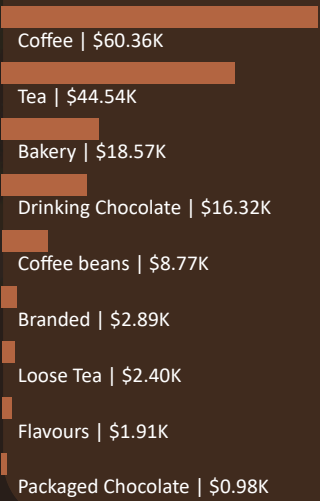 Coffee | $60.36K
Tea | $44.54K
Bakery | $18.57K
Drinking Chocolate | $16.32K
Coffee beans | $8.77K
Branded | $2.89K
Loose Tea | $2.40K
Flavours | $1.91K
Packaged Chocolate | $0.98K